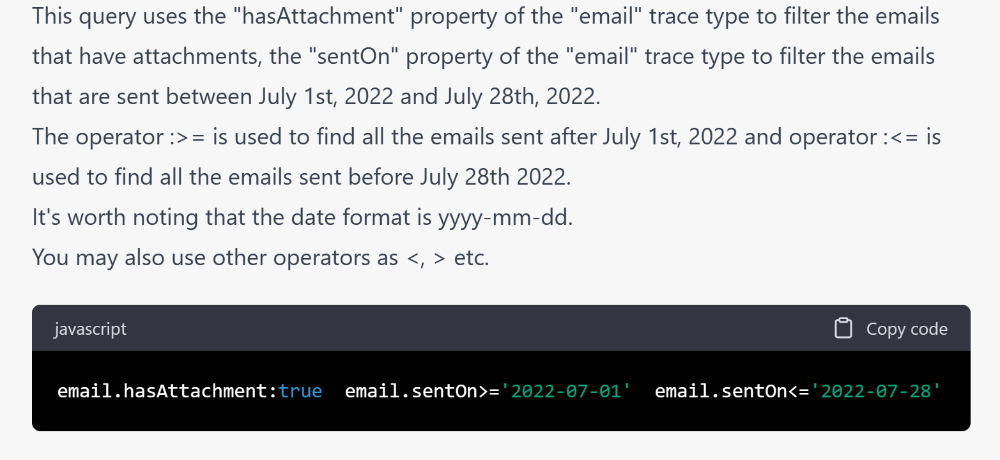 This query uses the "hasAttachment" property of the "email" trace type to filter the emails
that have attachments, the "sentOn" property of the "email" trace type to filter the emails
that are sent between July 1st, 2022 and July 28th, 2022.
The operator :>= is used to find all the emails sent after July 1st, 2022 and operator :<= is
used to find all the emails sent before July 28th 2022.
It's worth noting that the date format is yyyy-mm-dd.
You may also use other operators as <, > etc.
javascript Copy code
email.hasAttachment:true  email.sentOn>='2022-07-01'  email.sentOn<='2022-07-28'